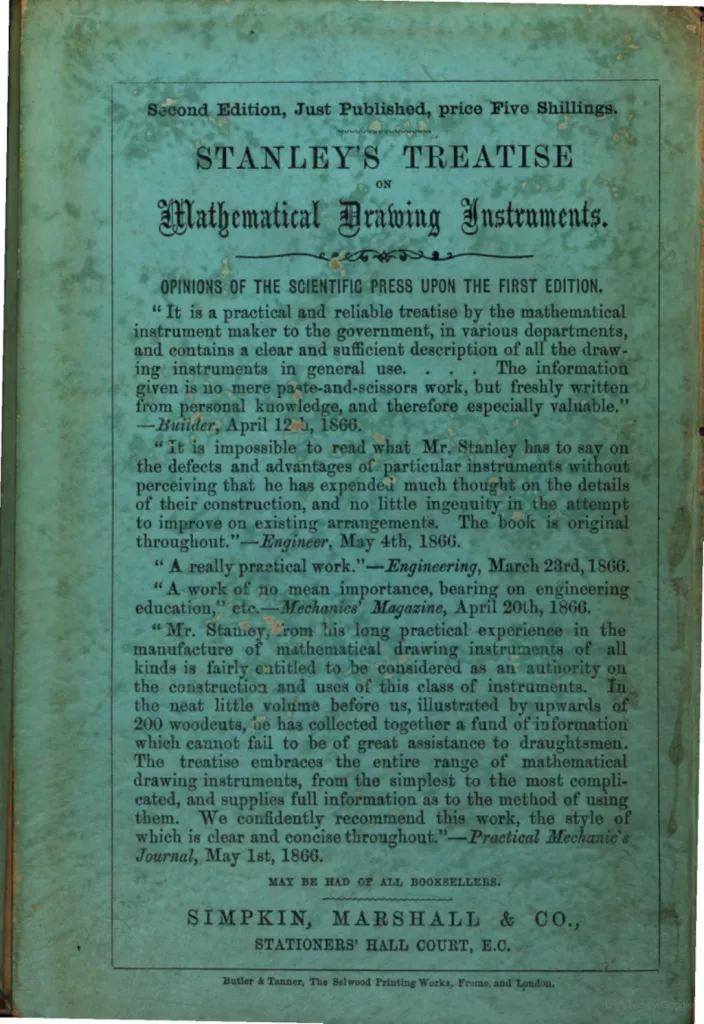 Second Edition, Just Published, price Five Shillings.
STANLEY'S TREATISE
ON
Mathematical Drawing Instruments.
OPINIONS OF THE SCIENTIFIC PRESS UPON THE FIRST EDITION.
"It is a practical and reliable treatise by the mathematical
instrument maker to the government, in various departments,
and contains a clear and sufficient description of all the draw-
ing instruments in general use. . . . The information
given is no mere paste-and-scissors work, but freshly written
from personal knowledge, and therefore especially valuable."
—Builder, April 12th, 1866.
"It is impossible to read what Mr. Stanley has to say on
the defects and advantages of particular instruments without
perceiving that he has expended much thought on the details
of their construction, and no little ingenuity in the attempt
to improve on existing arrangements. The book is original
throughout."—Engineer, May 4th, 1866.
"A really practical work."—Engineering, March 23rd, 1866.
"A work of no mean importance, bearing on engineering
education," etc.—Mechanics' Magazine, April 20th, 1866.
"Mr. Stanley, from his long practical experience in the
manufacture of mathematical drawing instruments of all
kinds is fairly entitled to be considered as an authority on
the construction and uses of this class of instruments. In
the neat little volume before us, illustrated by upwards of
200 woodcuts, he has collected together a fund of information
which cannot fail to be of great assistance to draughtsmen.
The treatise embraces the entire range of mathematical
drawing instruments, from the simplest to the most compli-
cated, and supplies full information as to the method of using
them. We confidently recommend this work, the style of
which is clear and concise throughout."—Practical Mechanic's
Journal, May 1st, 1866.
MAY BE HAD OF ALL BOOKSELLERS.
SIMPKIN, MARSHALL & CO.,
STATIONERS' HALL COURT, E.C.
Butler & Tanner, The Selwood Printing Works, Frome, and London.